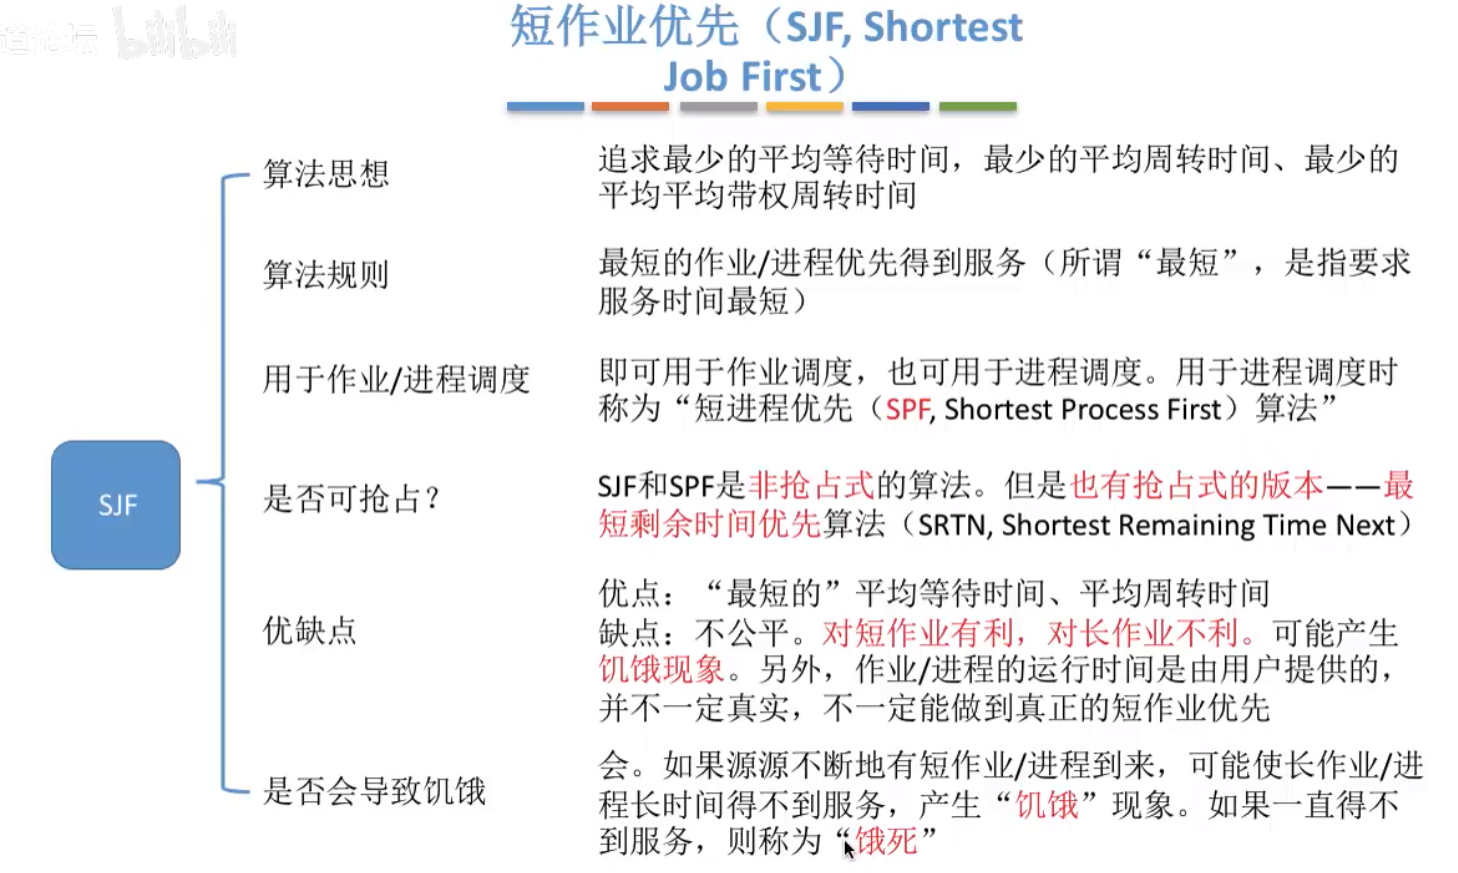 道论坛 bilibili
短作业优先（SJF, Shortest
Job First）
算法思想
追求最少的平均等待时间，最少的平均周转时间、最少的
平均平均带权周转时间
算法规则
最短的作业/进程优先得到服务（所谓“最短”，是指要求
服务时间最短）
用于作业/进程调度
即可用于作业调度，也可用于进程调度。用于进程调度时
称为“短进程优先（SPF, Shortest Process First）算法”
SJF
是否可抢占？
SJF和SPF是非抢占式的算法。但是也有抢占式的版本——最
短剩余时间优先算法（SRTN, Shortest Remaining Time Next）
优缺点
优点：“最短的”平均等待时间、平均周转时间
缺点：不公平。对短作业有利，对长作业不利。可能产生
饥饿现象。另外，作业/进程的运行时间是由用户提供的，
并不一定真实，不一定能做到真正的短作业优先
是否会导致饥饿
会。如果源源不断地有短作业/进程到来，可能使长作业/进
程长时间得不到服务，产生“饥饿”现象。如果一直得不
到服务，则称为“饿死”